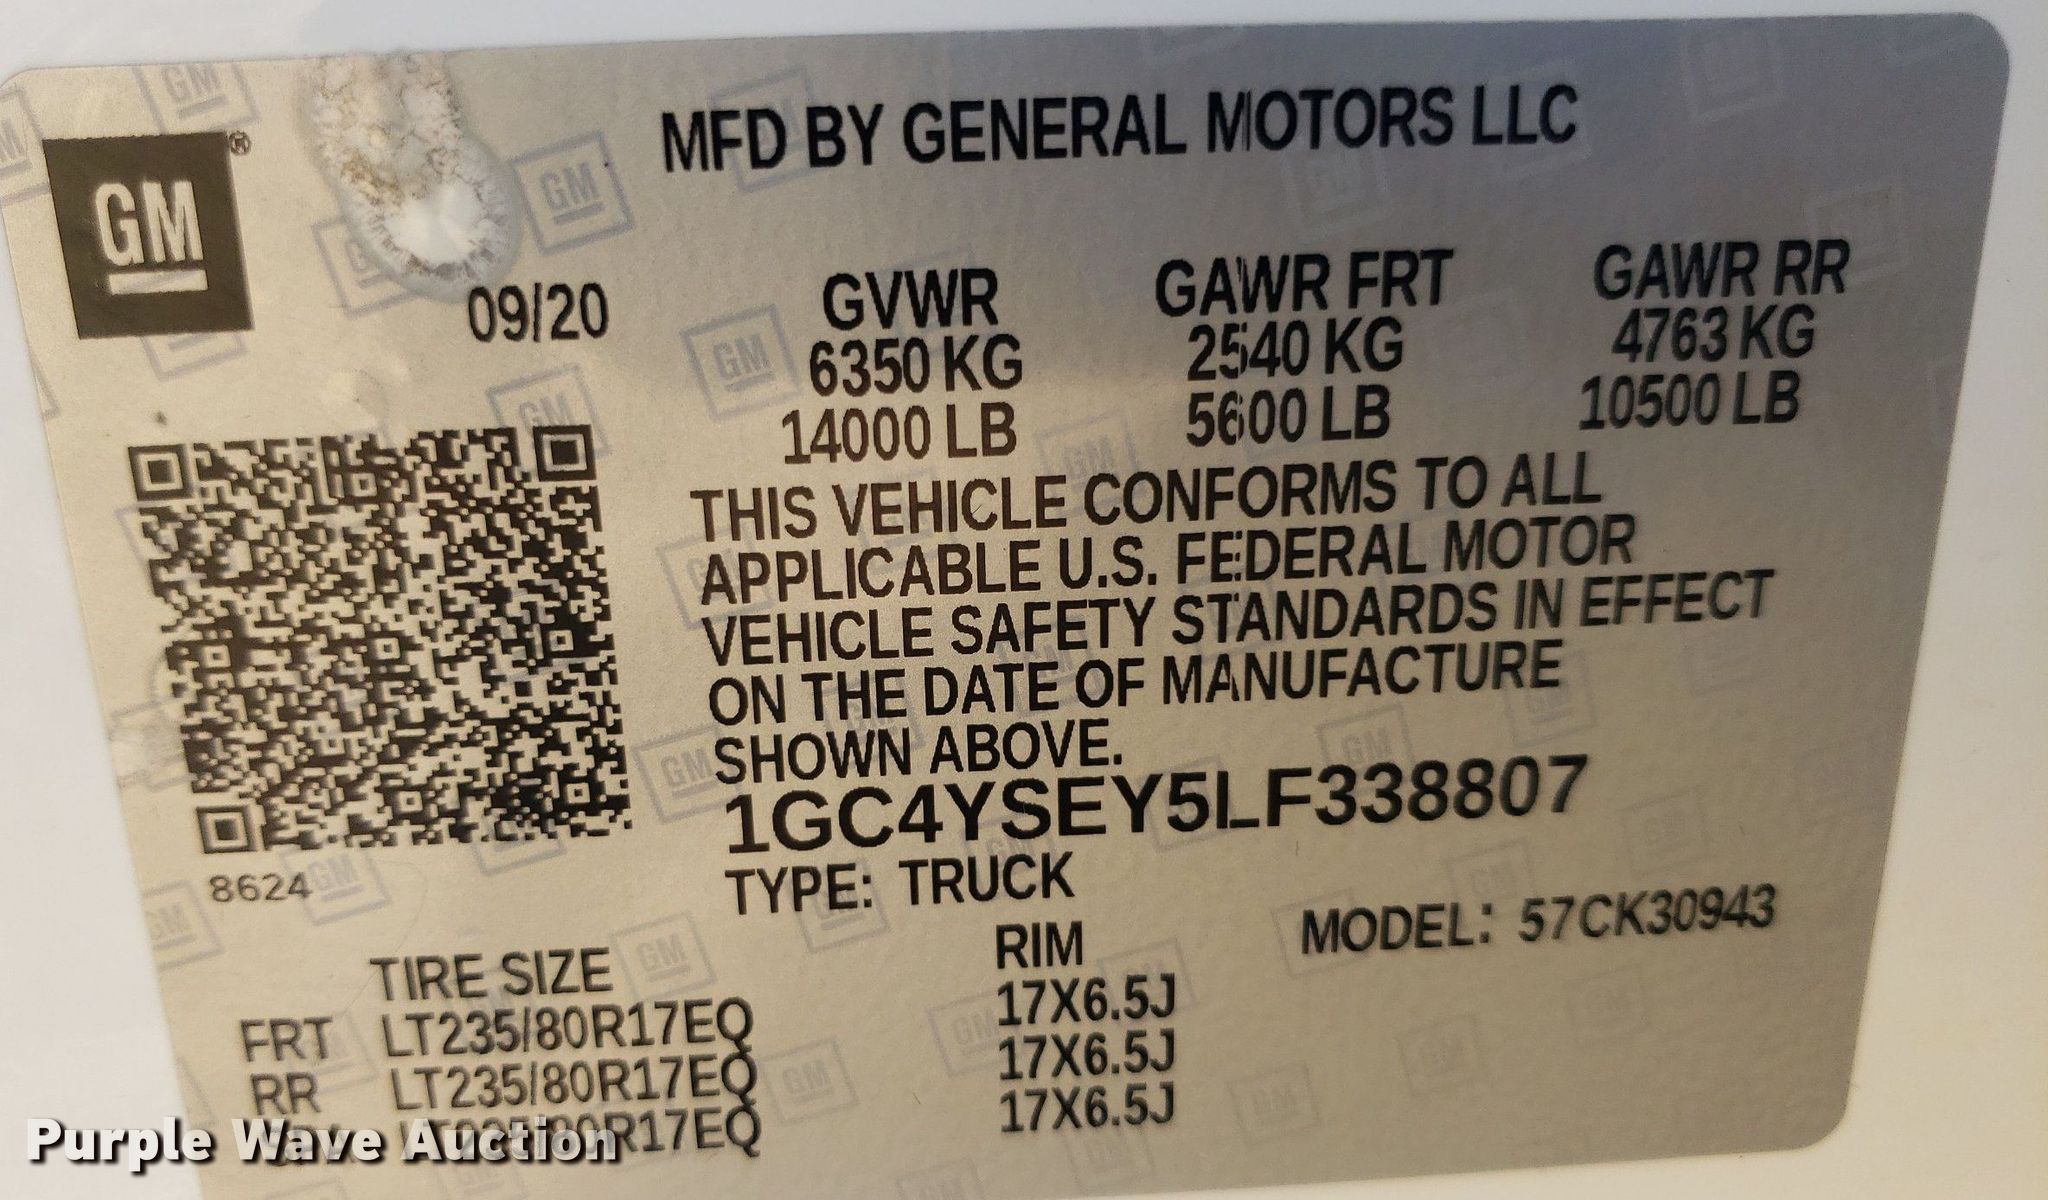 GM®
MFD BY GENERAL MOTORS LLC
09/20
GVWR GAWR FRT GAWR RR
6350 KG 2540 KG 4763 KG
14000 LB 5600 LB 10500 LB
THIS VEHICLE CONFORMS TO ALL
APPLICABLE U.S. FEDERAL MOTOR
VEHICLE SAFETY STANDARDS IN EFFECT
ON THE DATE OF MANUFACTURE
SHOWN ABOVE.
1GC4YSEY5LF338807
8624
TYPE: TRUCK
MODEL: 57CK30943
TIRE SIZE RIM
FRT LT235/80R17EQ 17X6.5J
RR LT235/80R17EQ 17X6.5J
SPA LT235/80R17EQ 17X6.5J
Purple Wave Auction